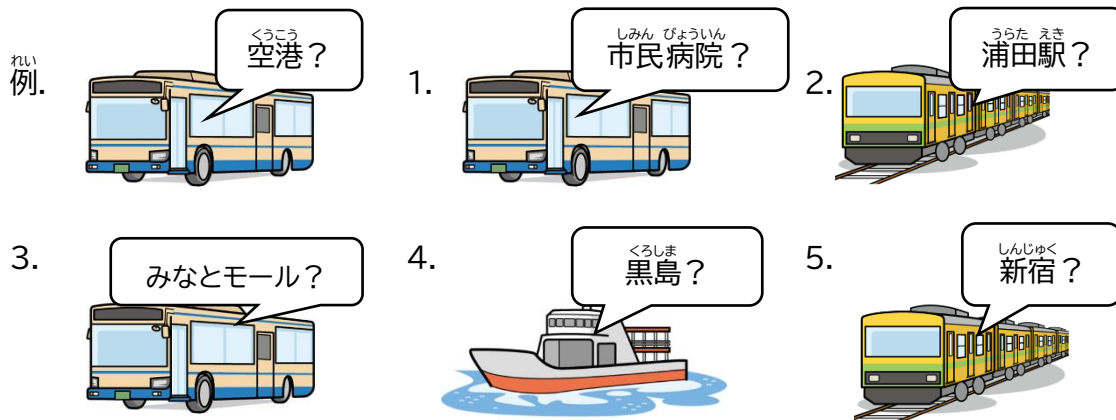 れい
例.
くうこう
空港?
1.
しみん びょういん
市民病院?
2.
うらた えき
浦田駅?
3.
みなとモール?
4.
くろしま
黒島?
5.
しんじゅく
新宿?